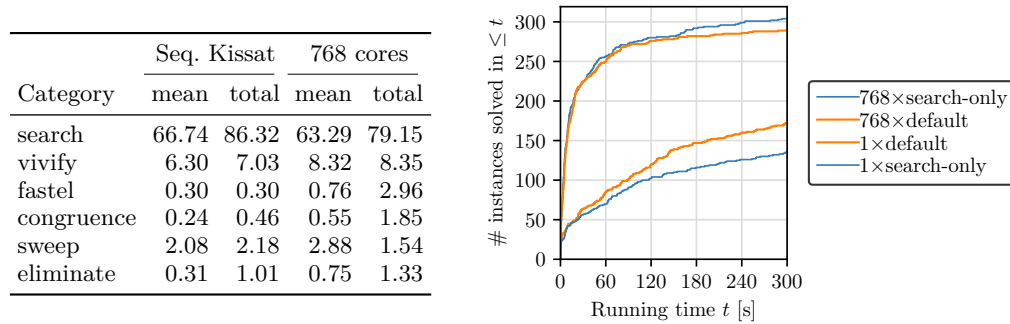 Seq. Kissat 768 cores
Category mean total mean total
search 66.74 86.32 63.29 79.15
vivify 6.30 7.03 8.32 8.35
fastel 0.30 0.30 0.76 2.96
congruence 0.24 0.46 0.55 1.85
sweep 2.08 2.18 2.88 1.54
eliminate 0.31 1.01 0.75 1.33
# instances solved in ≤ t
300
250
200
150
100
50
0
0 60 120 180 240 300
Running time t [s]
768×search-only
768×default
1×default
1×search-only